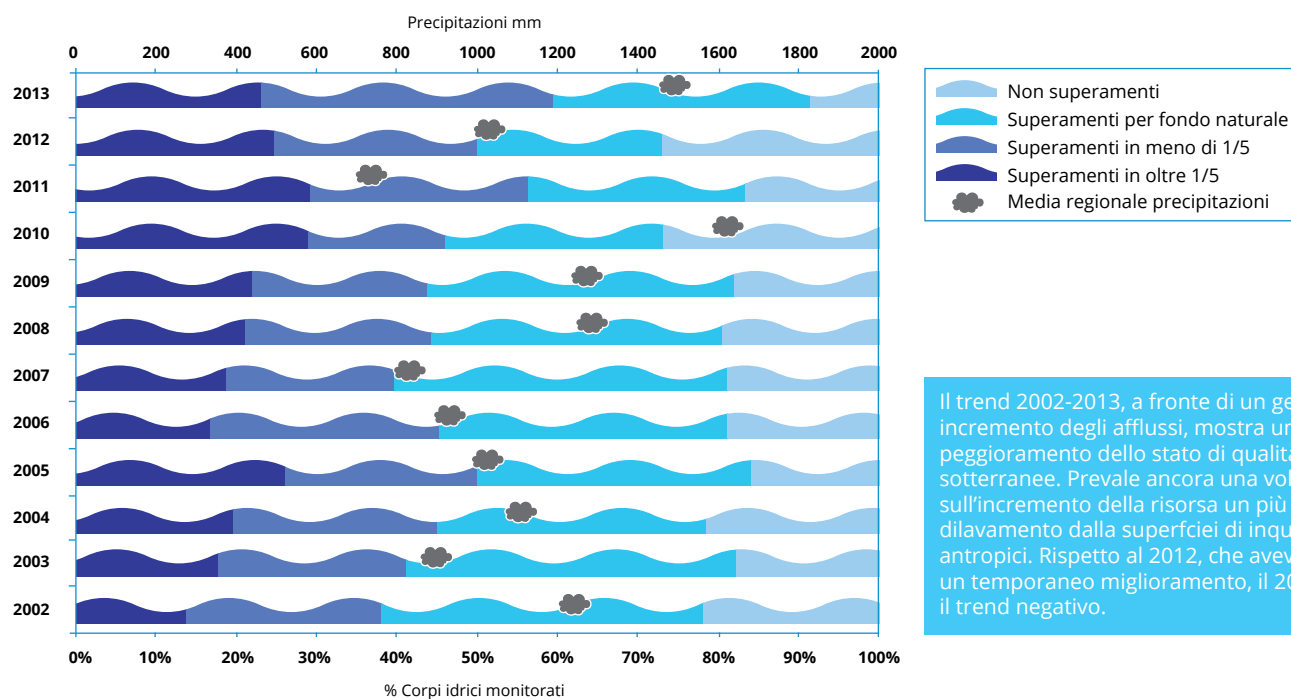 Precipitazioni mm
0 200 400 600 800 1000 1200 1400 1600 1800 2000
2013
2012
2011
2010
2009
2008
2007
2006
2005
2004
2003
2002
0% 10% 20% 30% 40% 50% 60% 70% 80% 90% 100%
% Corpi idrici monitorati
Non superamenti
Superamenti per fondo naturale
Superamenti in meno di 1/5
Superamenti in oltre 1/5
Media regionale precipitazioni
Il trend 2002-2013, a fronte di un ge
incremento degli afflussi, mostra un
peggioramento dello stato di qualità
sotterranee. Prevale ancora una vol
sull'incremento della risorsa un più
dilavamento dalla superfciei di inqu
antropici. Rispetto al 2012, che avev
un temporaneo miglioramento, il 20
il trend negativo.